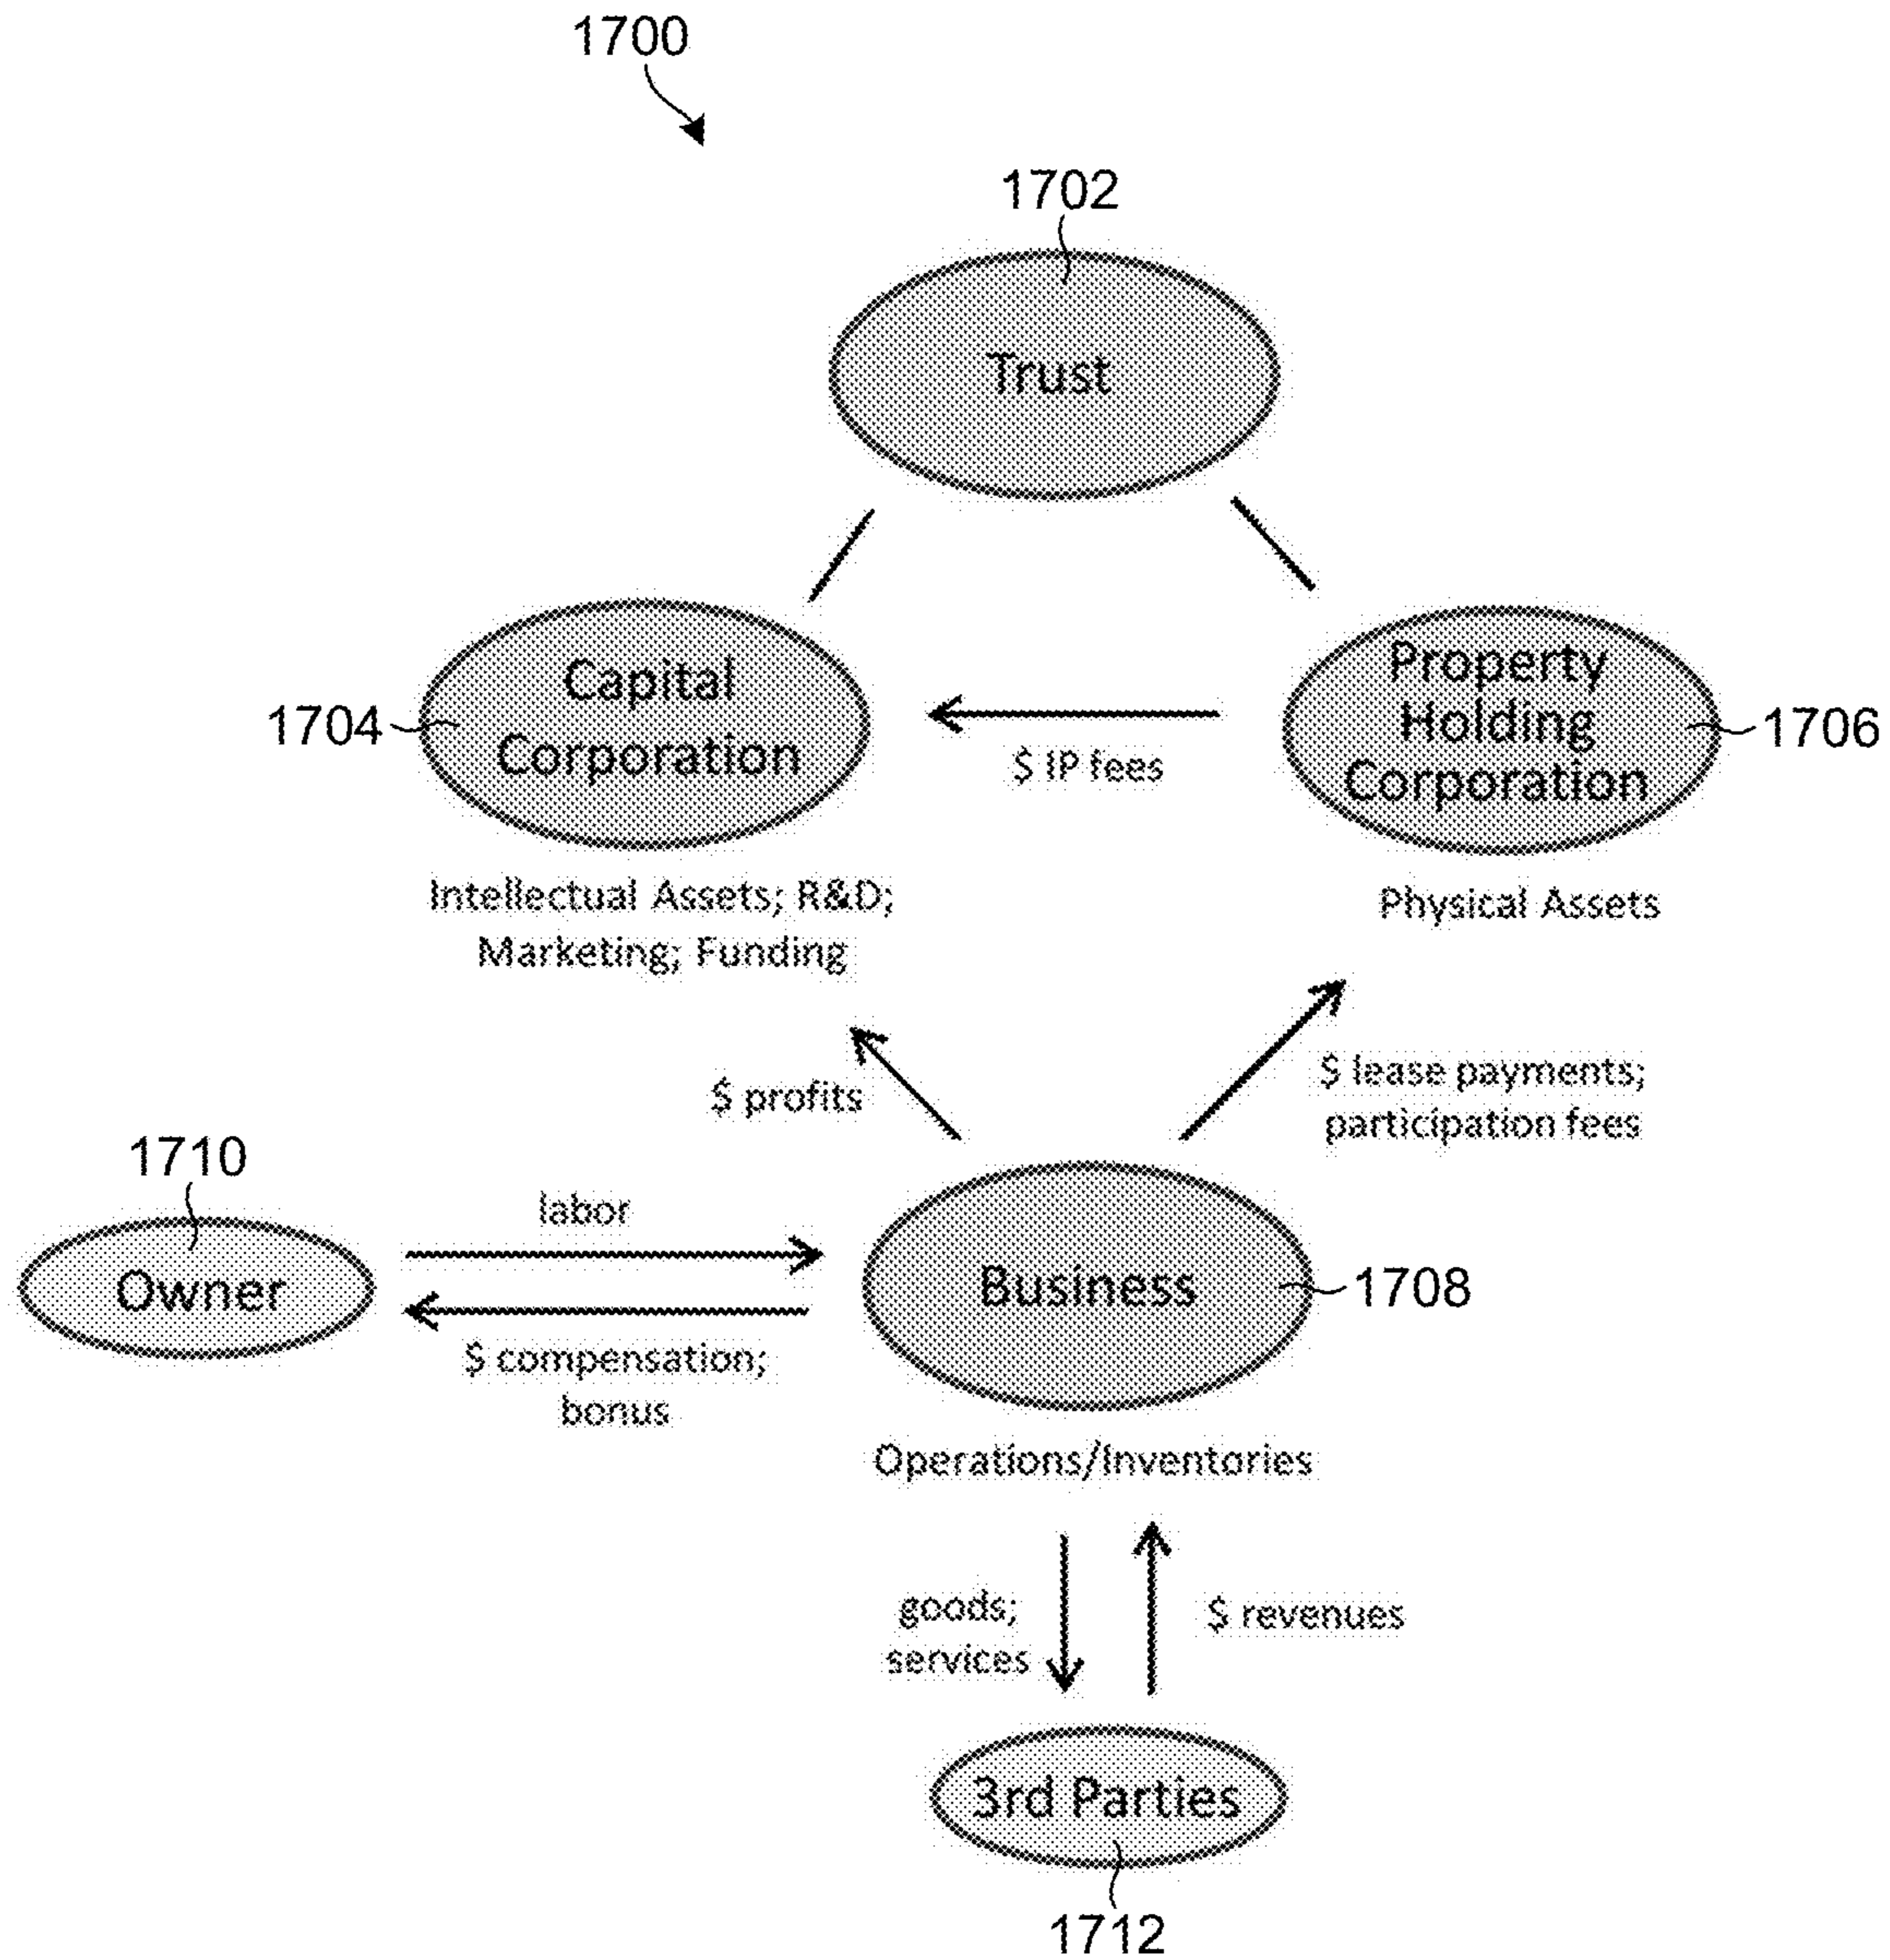 1700
1702
Trust
Capital
Corporation
1704
$ IP fees
Property
Holding
Corporation
1706
Intellectual Assets; R&D;
Marketing; Funding
Physical Assets
$ profits
$ lease payments;
participation fees
1710
Owner
labor
$ compensation;
bonus
Business
1708
Operations/Inventories
goods;
services
$ revenues
3rd Parties
1712